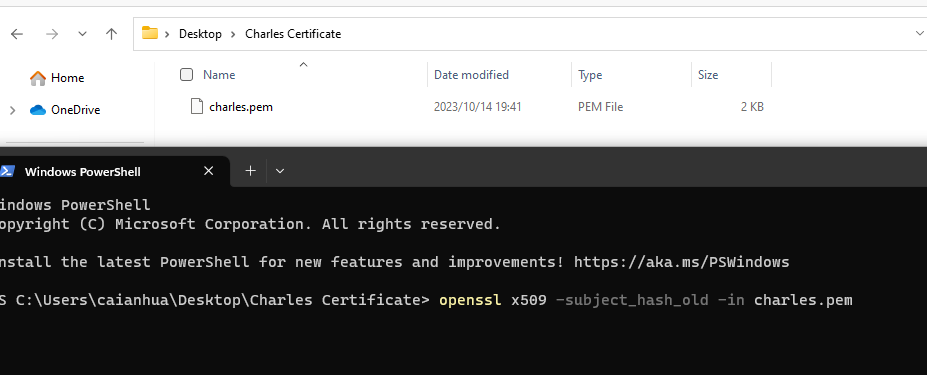 Desktop > Charles Certificate
Home
OneDrive
Name
Date modified
Type
Size
charles.pem
2023/10/14 19:41
PEM File
2 KB
Windows PowerShell
indows PowerShell
opyright (C) Microsoft Corporation. All rights reserved.
nstall the latest PowerShell for new features and improvements! https://aka.ms/PSWindows
S C:\Users\caianhua\Desktop\Charles Certificate> openssl x509 -subject_hash_old -in charles.pem